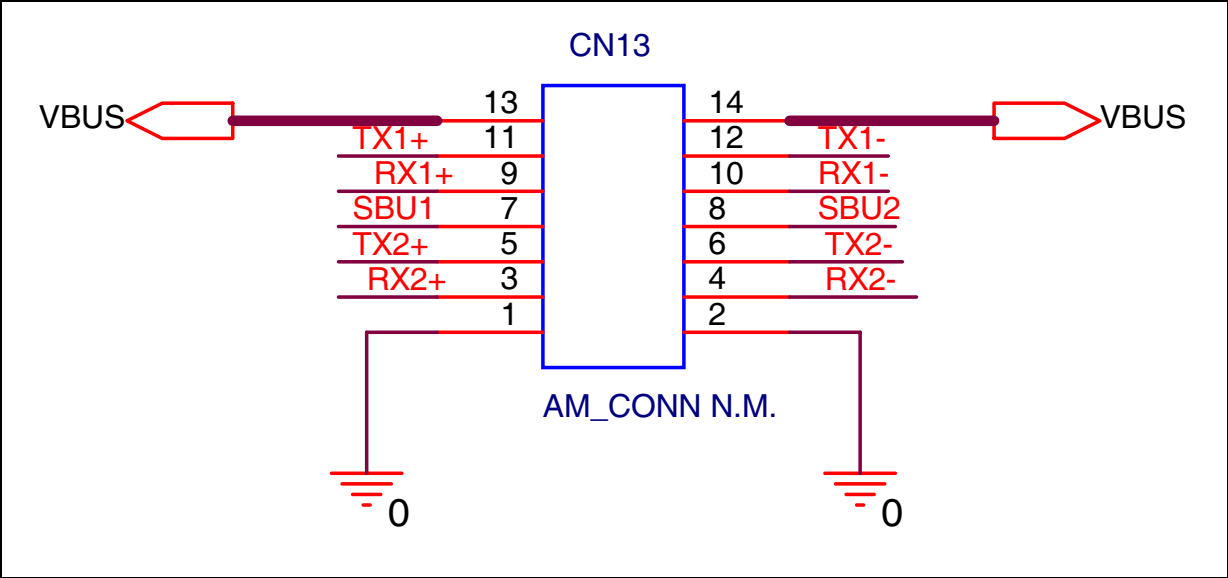 CN13
VBUS 13 14 VBUS
TX1+ 11 12 TX1-
RX1+ 9 10 RX1-
SBU1 7 8 SBU2
TX2+ 5 6 TX2-
RX2+ 3 4 RX2-
1 2
AM_CONN N.M.
0 0